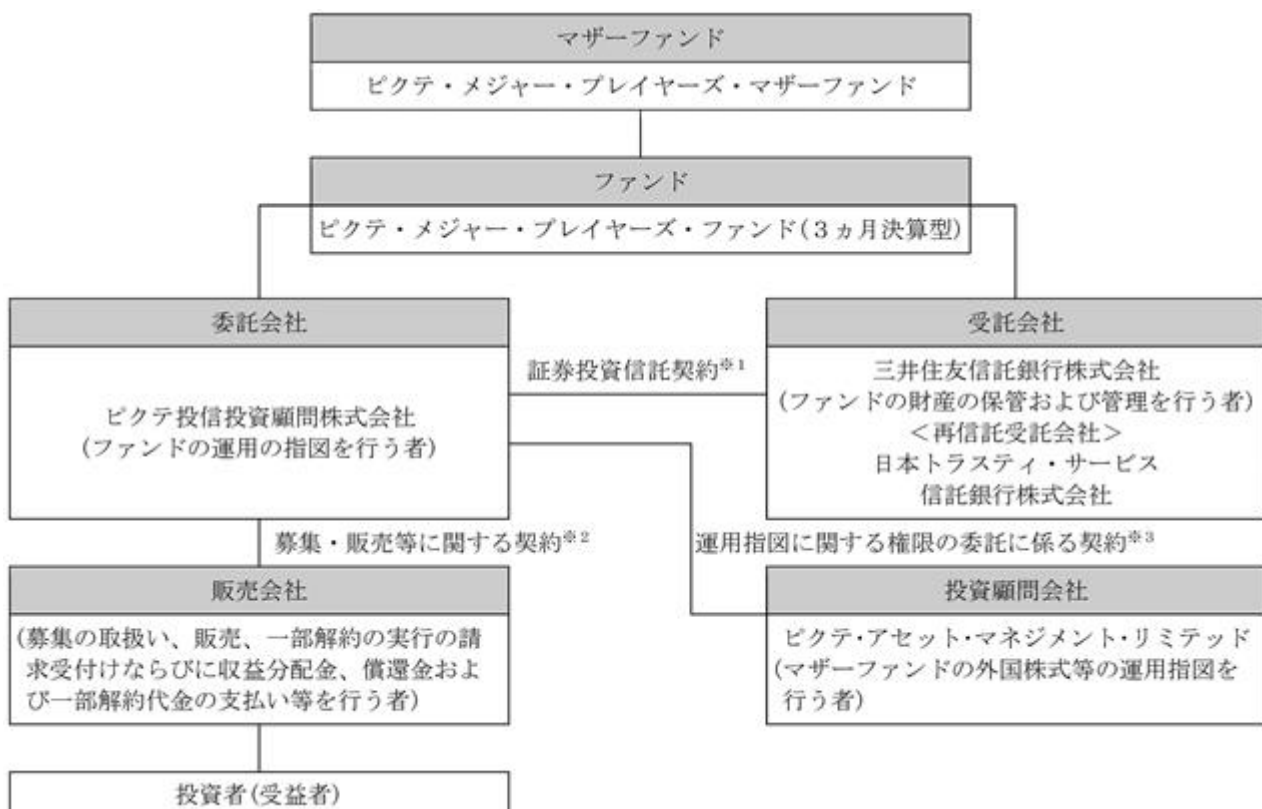 マザーファンド
ピクテ・メジャー・プレイヤーズ・マザーファンド
ファンド
ピクテ・メジャー・プレイヤーズ・ファンド(3ヵ月決算型)
委託会社
ピクテ投信投資顧問株式会社
(ファンドの運用の指図を行う者)
証券投資信託契約※1
受託会社
三井住友信託銀行株式会社
(ファンドの財産の保管および管理を行う者)
<再信託受託会社>
日本トラスティ・サービス
信託銀行株式会社
募集・販売等に関する契約※2
運用指図に関する権限の委託に係る契約※3
販売会社
(募集の取扱い、販売、一部解約の実行の請
求受付けならびに収益分配金、償還金およ
び一部解約代金の支払い等を行う者)
投資顧問会社
ピクテ・アセット・マネジメント・リミテッド
(マザーファンドの外国株式等の運用指図を
行う者)
投資者(受益者)